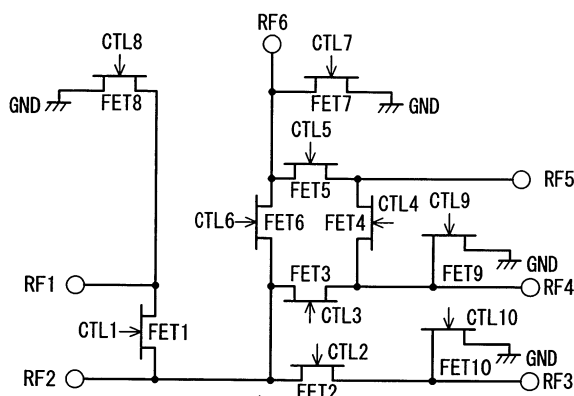 RF6
CTL8
CTL7
GND
FET8
FET7
GND
CTL5
FET5
RF5
CTL6
FET6
FET4
CTL4
CTL9
FET3
FET9
GND
RF1
RF4
CTL1
FET1
CTL3
CTL10
CTL2
FET10
GND
RF2
FET2
RF3